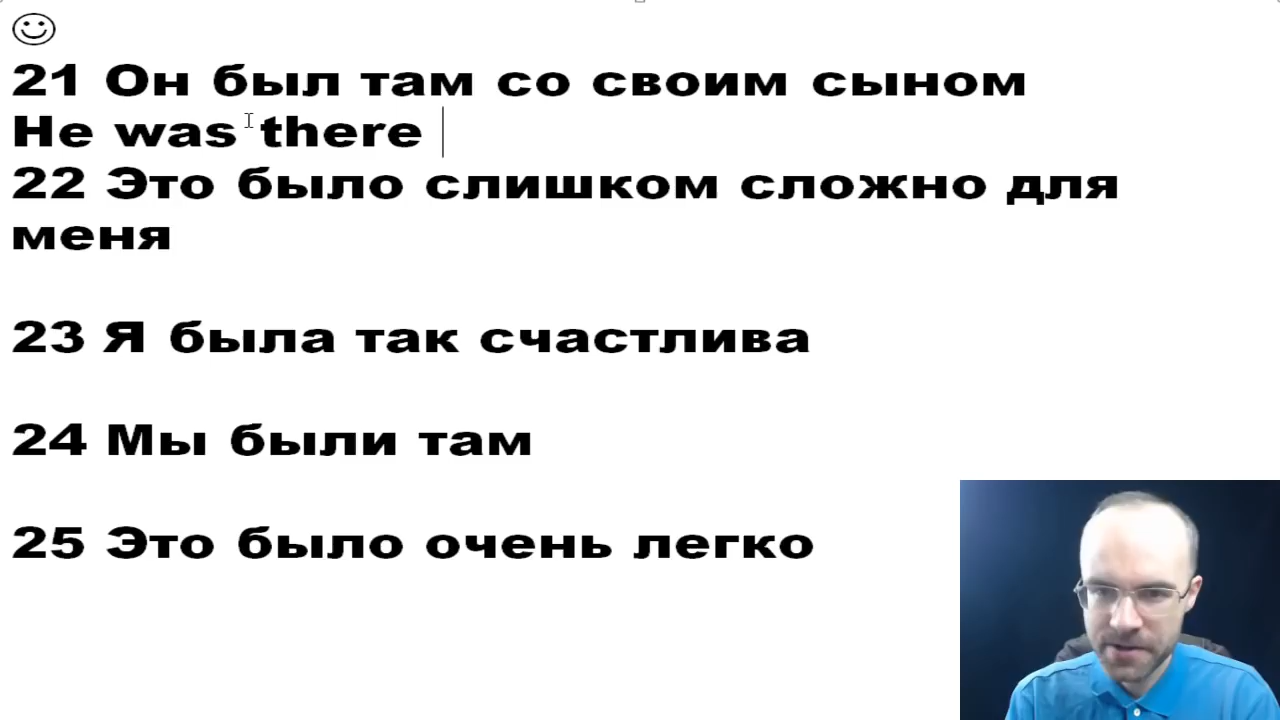 21 Он был там со своим сыном
He was there
22 Это было слишком сложно для
меня
23 Я была так счастлива
24 Мы были там
25 Это было очень легко